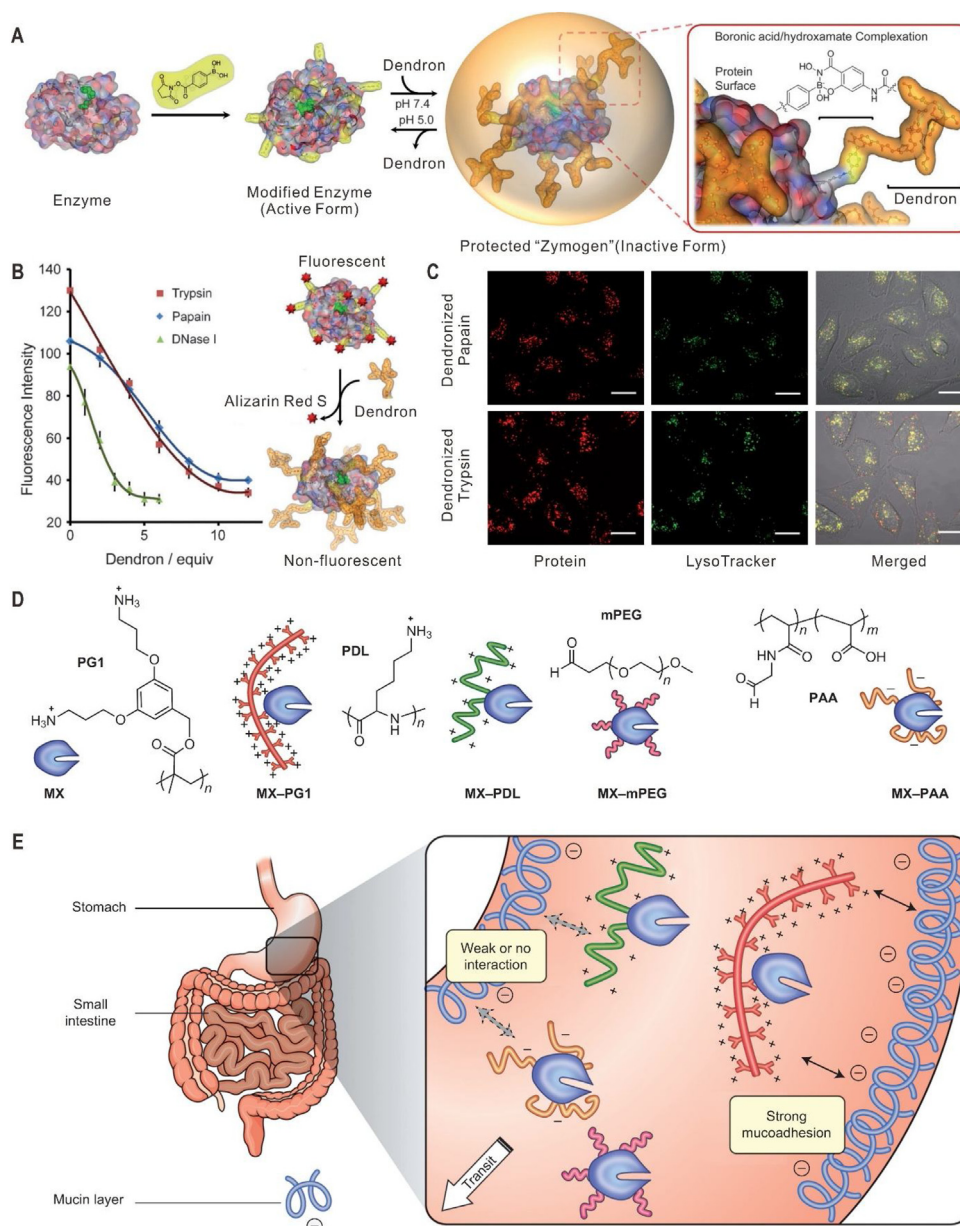 A
Enzyme
Modified Enzyme
(Active Form)
Dendron
pH 7.4
pH 5.0
Dendron
Protected "Zymogen"(Inactive Form)
Boronic acid/hydroxamate Complexation
Protein
Surface
Dendron
B
Fluorescence Intensity
140
120
100
80
60
40
20
0
5
10
Dendron / equiv
Trypsin
Papain
DNase I
Fluorescent
Alizarin Red S
Dendron
Non-fluorescent
C
Dendronized
Papain
Dendronized
Trypsin
Protein
LysoTracker
Merged
D
PG1
MX
MX–PG1
PDL
MX–PDL
mPEG
MX–mPEG
PAA
MX–PAA
E
Stomach
Small
intestine
Mucin layer
Weak or no
interaction
Strong
mucoadhesion
Transit